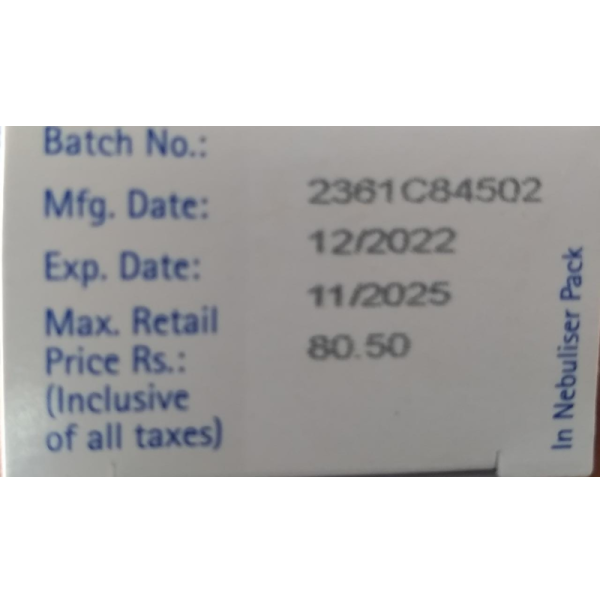 Batch No.:
2361C84502
Mfg. Date:
12/2022
Exp. Date:
11/2025
Max. Retail
Price Rs.:
80.50
(Inclusive
of all taxes)
In Nebuliser Pack